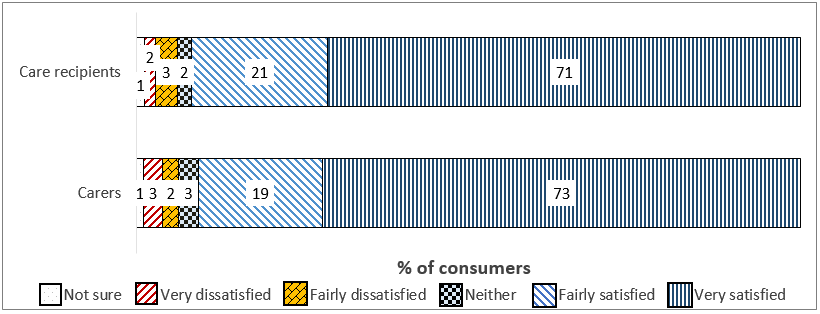 Care recipients 1 2 3 2 21 71
Carers 1 3 2 3 19 73
% of consumers
Not sure Very dissatisfied Fairly dissatisfied Neither Fairly satisfied Very satisfied